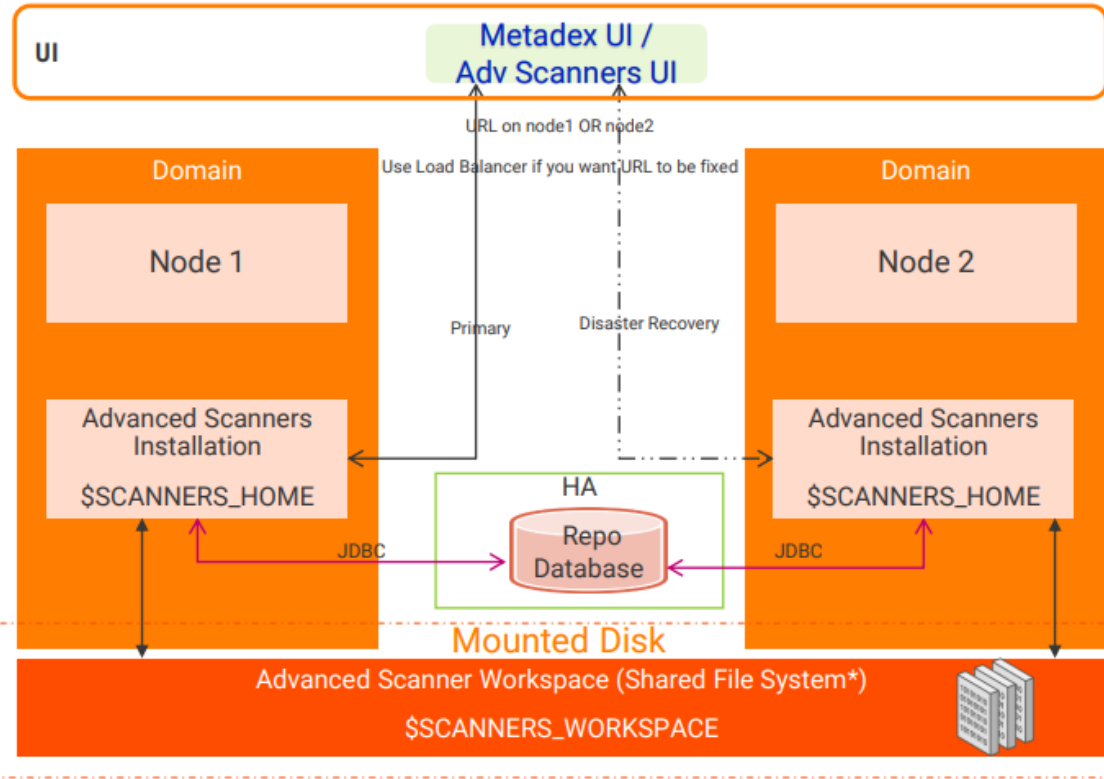 UI
Metadex UI /
Adv Scanners UI
URL on node1 OR node2
Use Load Balancer if you want URL to be fixed
Domain
Node 1
Primary
Disaster Recovery
Domain
Node 2
Advanced Scanners
Installation
$SCANNERS_HOME
HA
Repo
Database
JDBC
JDBC
Advanced Scanners
Installation
$SCANNERS_HOME
Mounted Disk
Advanced Scanner Workspace (Shared File System*)
$SCANNERS_WORKSPACE